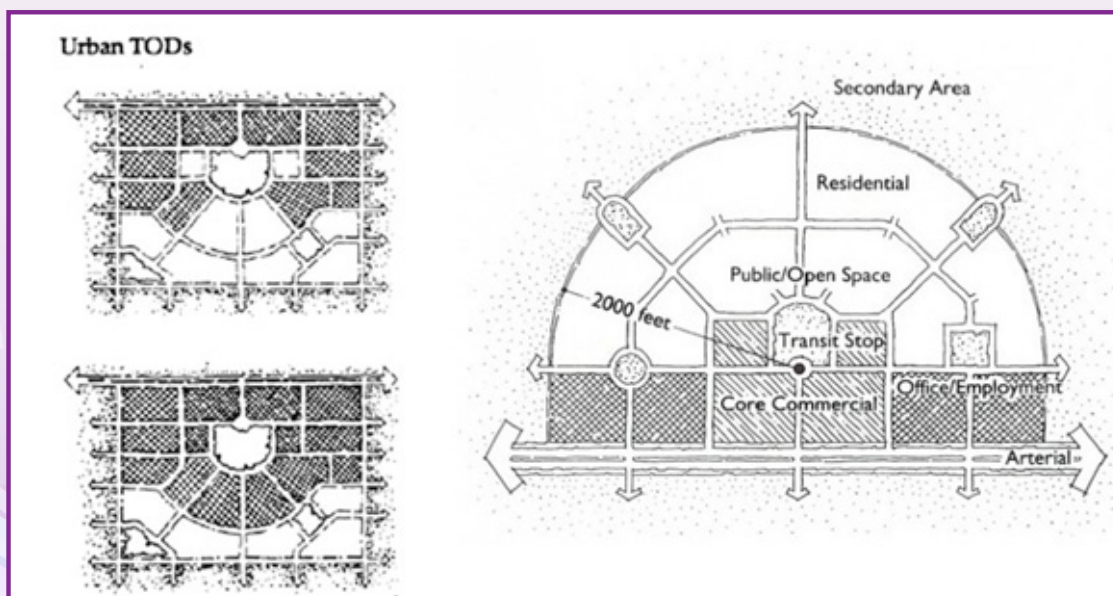 Urban TODs
Secondary Area
Residential
Public/Open Space
2000 feet
Transit Stop
Office/Employment
Core Commercial
Arterial